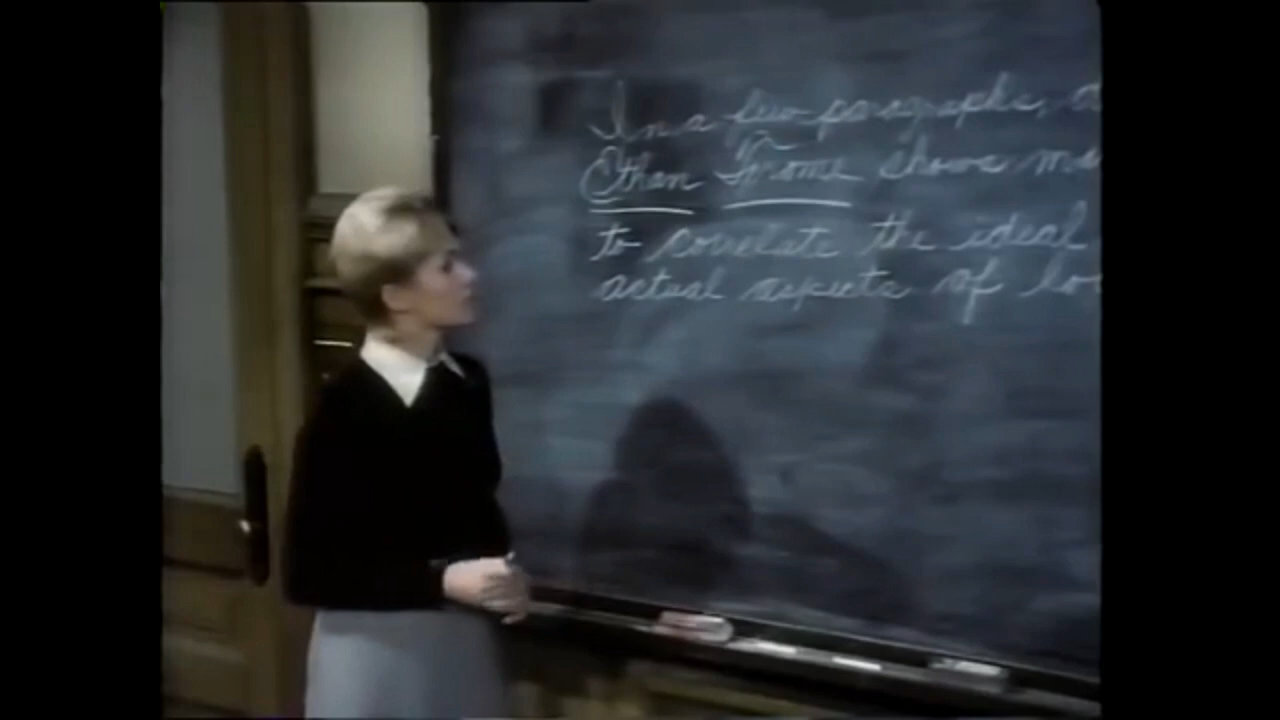 In a few paragraphs,
Ethan Frome shows
to correlate the ideal
actual aspects of